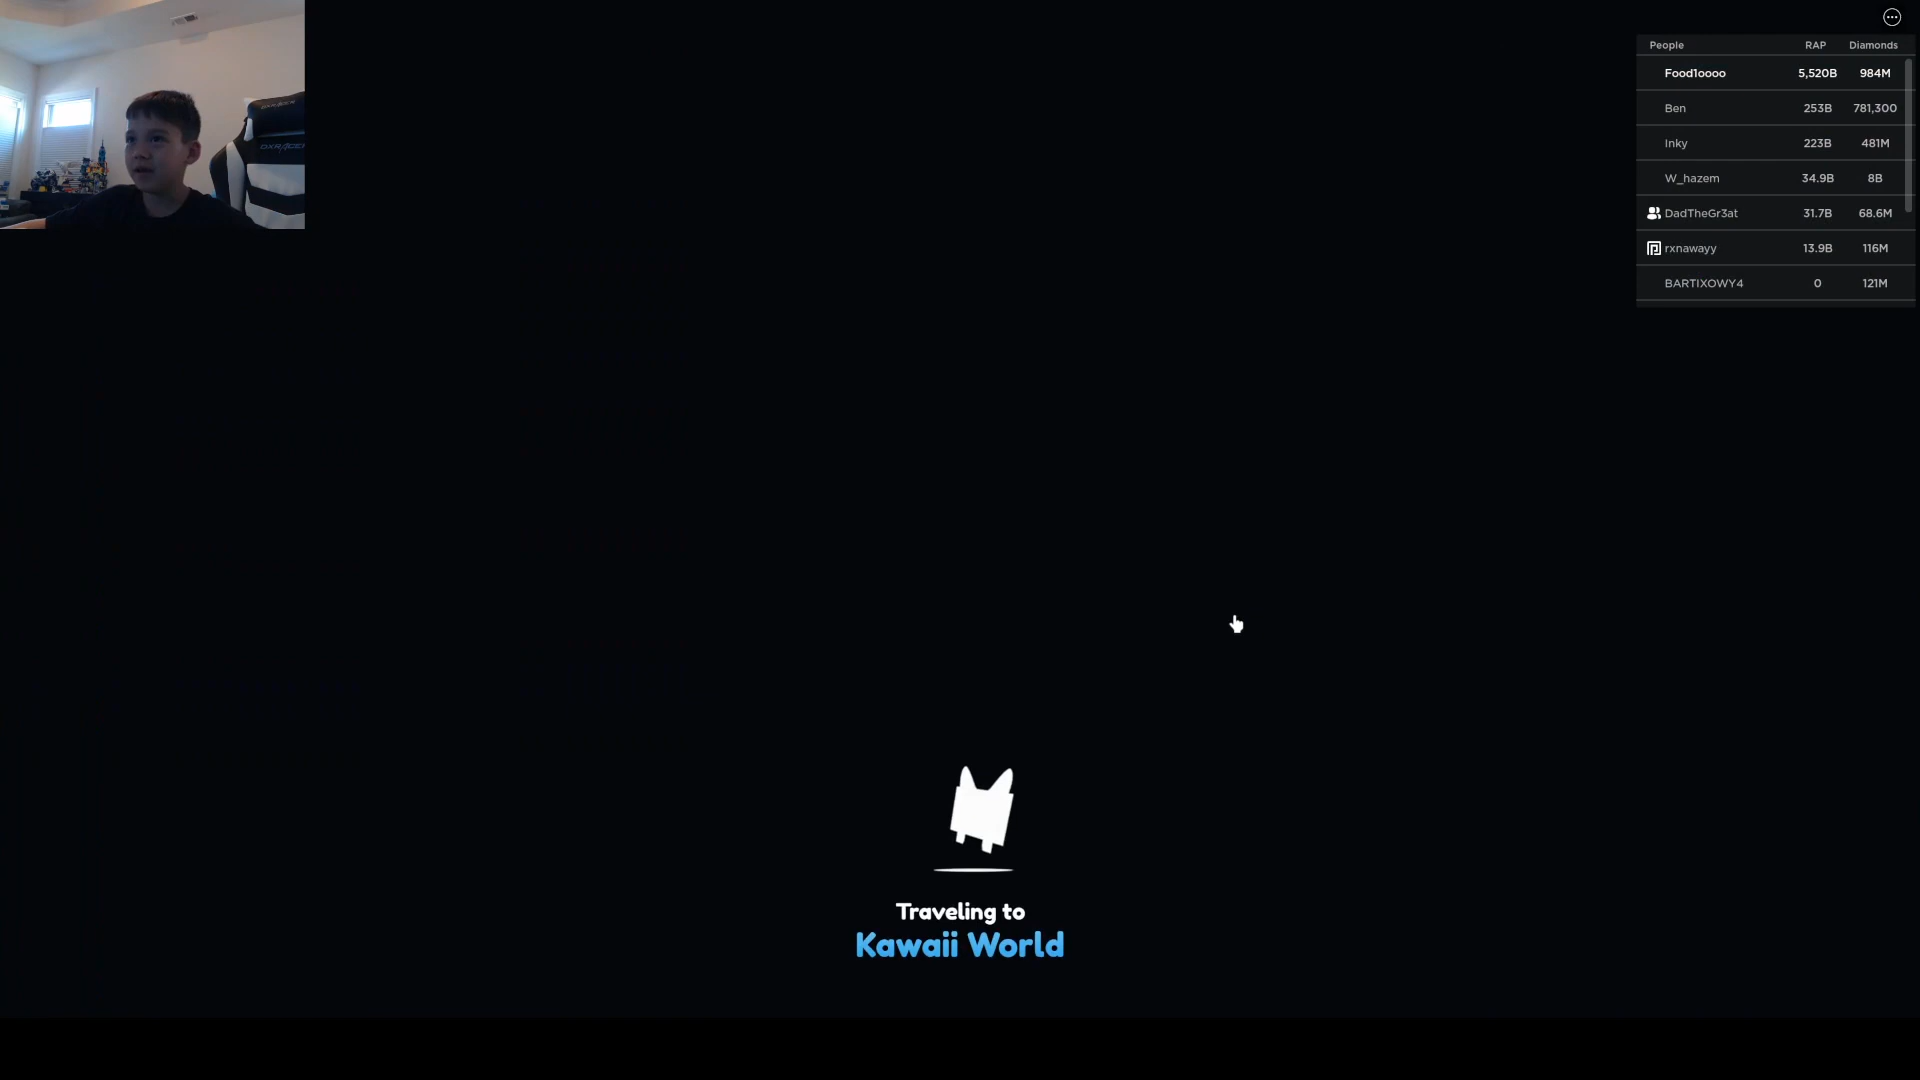 People RAP Diamonds
Food1oooo 5,520B 984M
Ben 253B 781,300
Inky 223B 481M
W_hazem 34.9B 8B
DadTheGr3at 31.7B 68.6M
rxnawayy 13.9B 116M
BARTIXOWY4 0 121M
DXRACER
Traveling to
Kawaii World